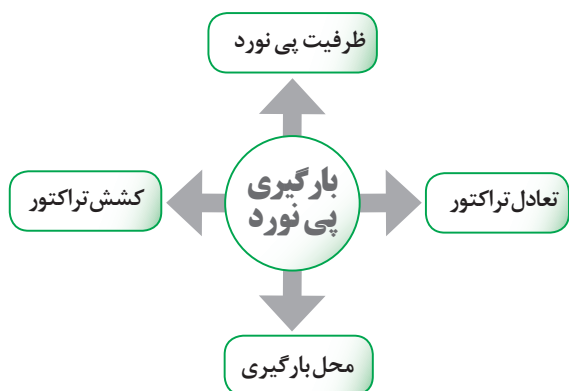 ظرفیت پی نورد
بارگیری
پی نورد
تعادل تراکتور
کشش تراکتور
محل بارگیری